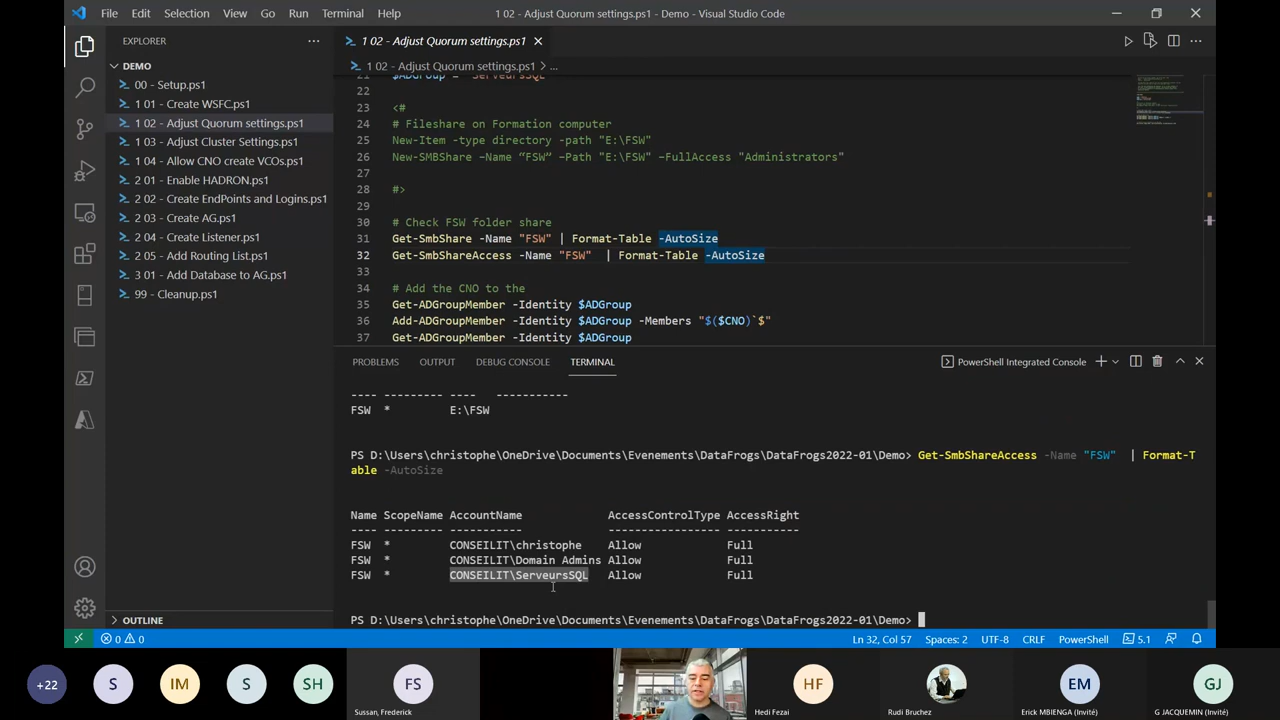 File Edit Selection View Go Run Terminal Help
1 02 - Adjust Quorum settings.ps1 - Demo - Visual Studio Code
EXPLORER
DEMO
00 - Setup.ps1
1 01 - Create WSFC.ps1
1 02 - Adjust Quorum settings.ps1
1 03 - Adjust Cluster Settings.ps1
1 04 - Allow CNO create VCOs.ps1
2 01 - Enable HADRON.ps1
2 02 - Create EndPoints and Logins.ps1
2 03 - Create AG.ps1
2 04 - Create Listener.ps1
2 05 - Add Routing List.ps1
3 01 - Add Database to AG.ps1
99 - Cleanup.ps1
OUTLINE
1 02 - Adjust Quorum settings.ps1
1 02 - Adjust Quorum settings.ps1 > ...
21 $ADGroup = "ServeursSQL"
22
23 <#
24 # Fileshare on Formation computer
25 New-Item -type directory -path "E:\FSW"
26 New-SMBShare –Name “FSW” –Path "E:\FSW" –FullAccess "Administrators"
27
28 #>
29
30 # Check FSW folder share
31 Get-SmbShare -Name "FSW" | Format-Table -AutoSize
32 Get-SmbShareAccess -Name "FSW" | Format-Table -AutoSize
33
34 # Add the CNO to the
35 Get-ADGroupMember -Identity $ADGroup
36 Add-ADGroupMember -Identity $ADGroup -Members "$($CNO)`$"
37 Get-ADGroupMember -Identity $ADGroup
PROBLEMS OUTPUT DEBUG CONSOLE TERMINAL
PowerShell Integrated Console
---- --------- ---- -----------
FSW * E:\FSW
PS D:\Users\christophe\OneDrive\Documents\Evenements\DataFrogs\DataFrogs2022-01\Demo> Get-SmbShareAccess -Name "FSW" | Format-T
able -AutoSize
Name ScopeName AccountName AccessControlType AccessRight
---- --------- ----------- ----------------- -----------
FSW * CONSEILIT\christophe Allow Full
FSW * CONSEILIT\Domain Admins Allow Full
FSW * CONSEILIT\ServeursSQL Allow Full
PS D:\Users\christophe\OneDrive\Documents\Evenements\DataFrogs\DataFrogs2022-01\Demo>
0 0
Ln 32, Col 57 Spaces: 2 UTF-8 CRLF PowerShell 5.1
+22 S IM S SH FS HF EM GJ
Sussan, Frederick
Hedi Fezai
Rudi Bruchez
Erick MBIENGA (Invité)
G JACQUEMIN (Invité)